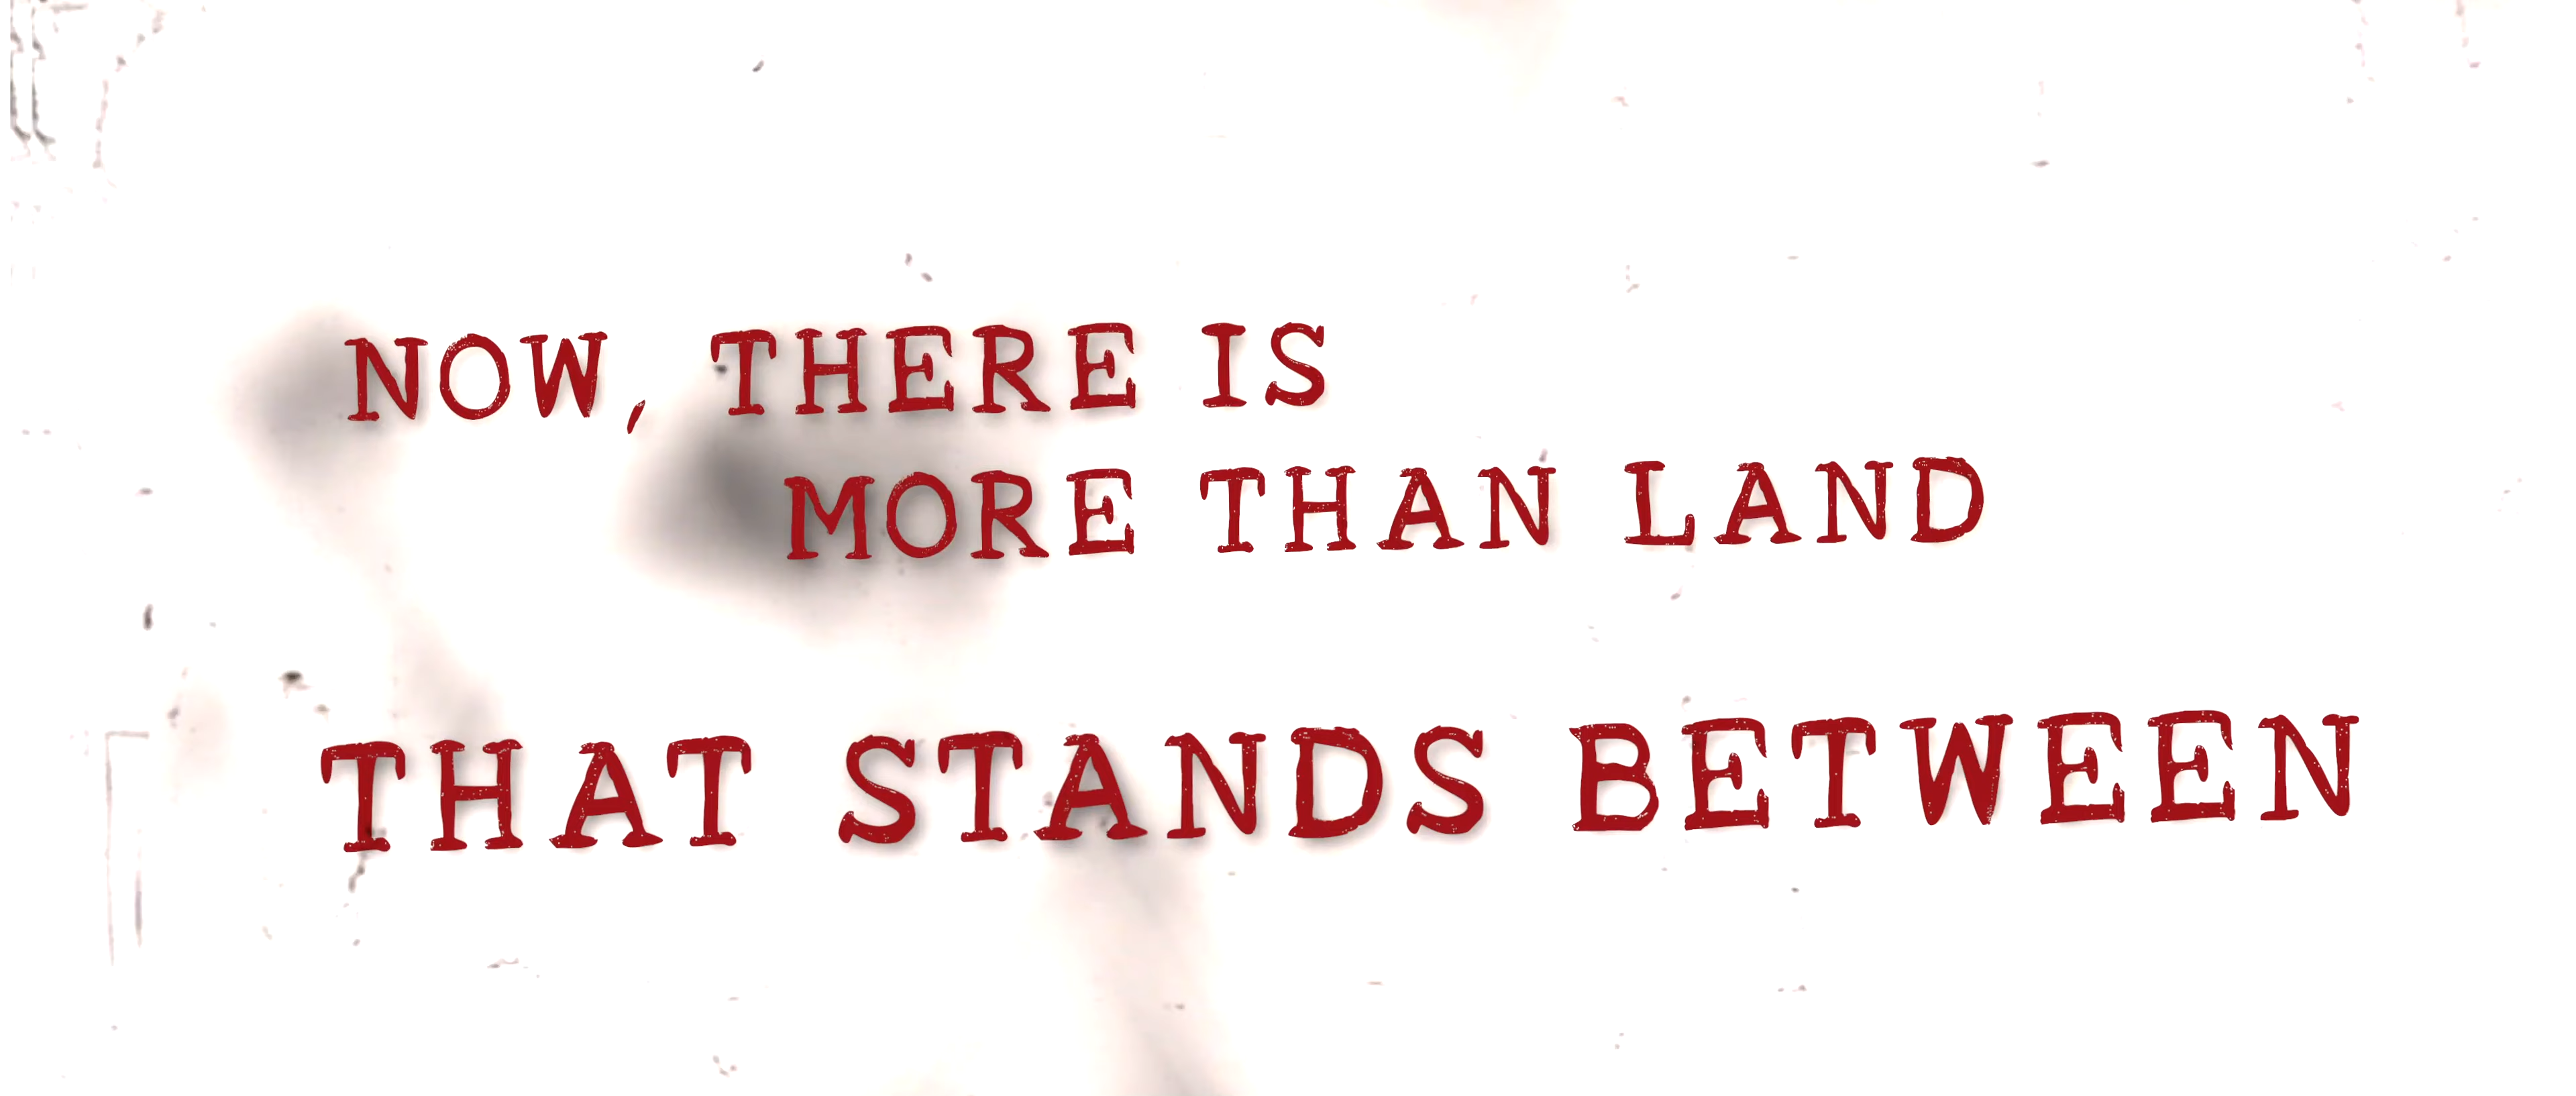 NOW, THERE IS
MORE THAN LAND
THAT STANDS BETWEEN